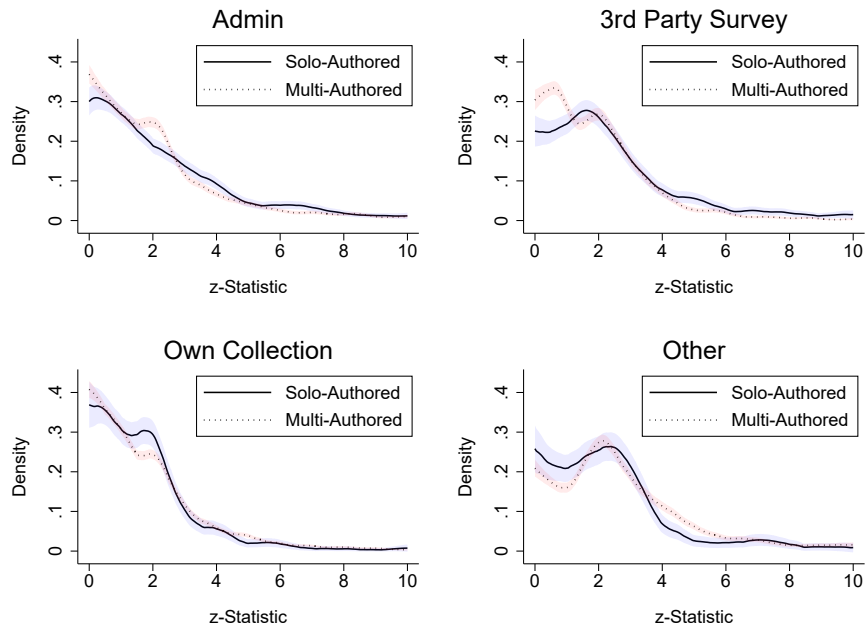 Admin
Density
.4
.3
.2
.1
0
Solo-Authored
Multi-Authored
0 2 4 6 8 10
z-Statistic
3rd Party Survey
Density
.4
.3
.2
.1
0
Solo-Authored
Multi-Authored
0 2 4 6 8 10
z-Statistic
Own Collection
Density
.4
.3
.2
.1
0
Solo-Authored
Multi-Authored
0 2 4 6 8 10
z-Statistic
Other
Density
.4
.3
.2
.1
0
Solo-Authored
Multi-Authored
0 2 4 6 8 10
z-Statistic